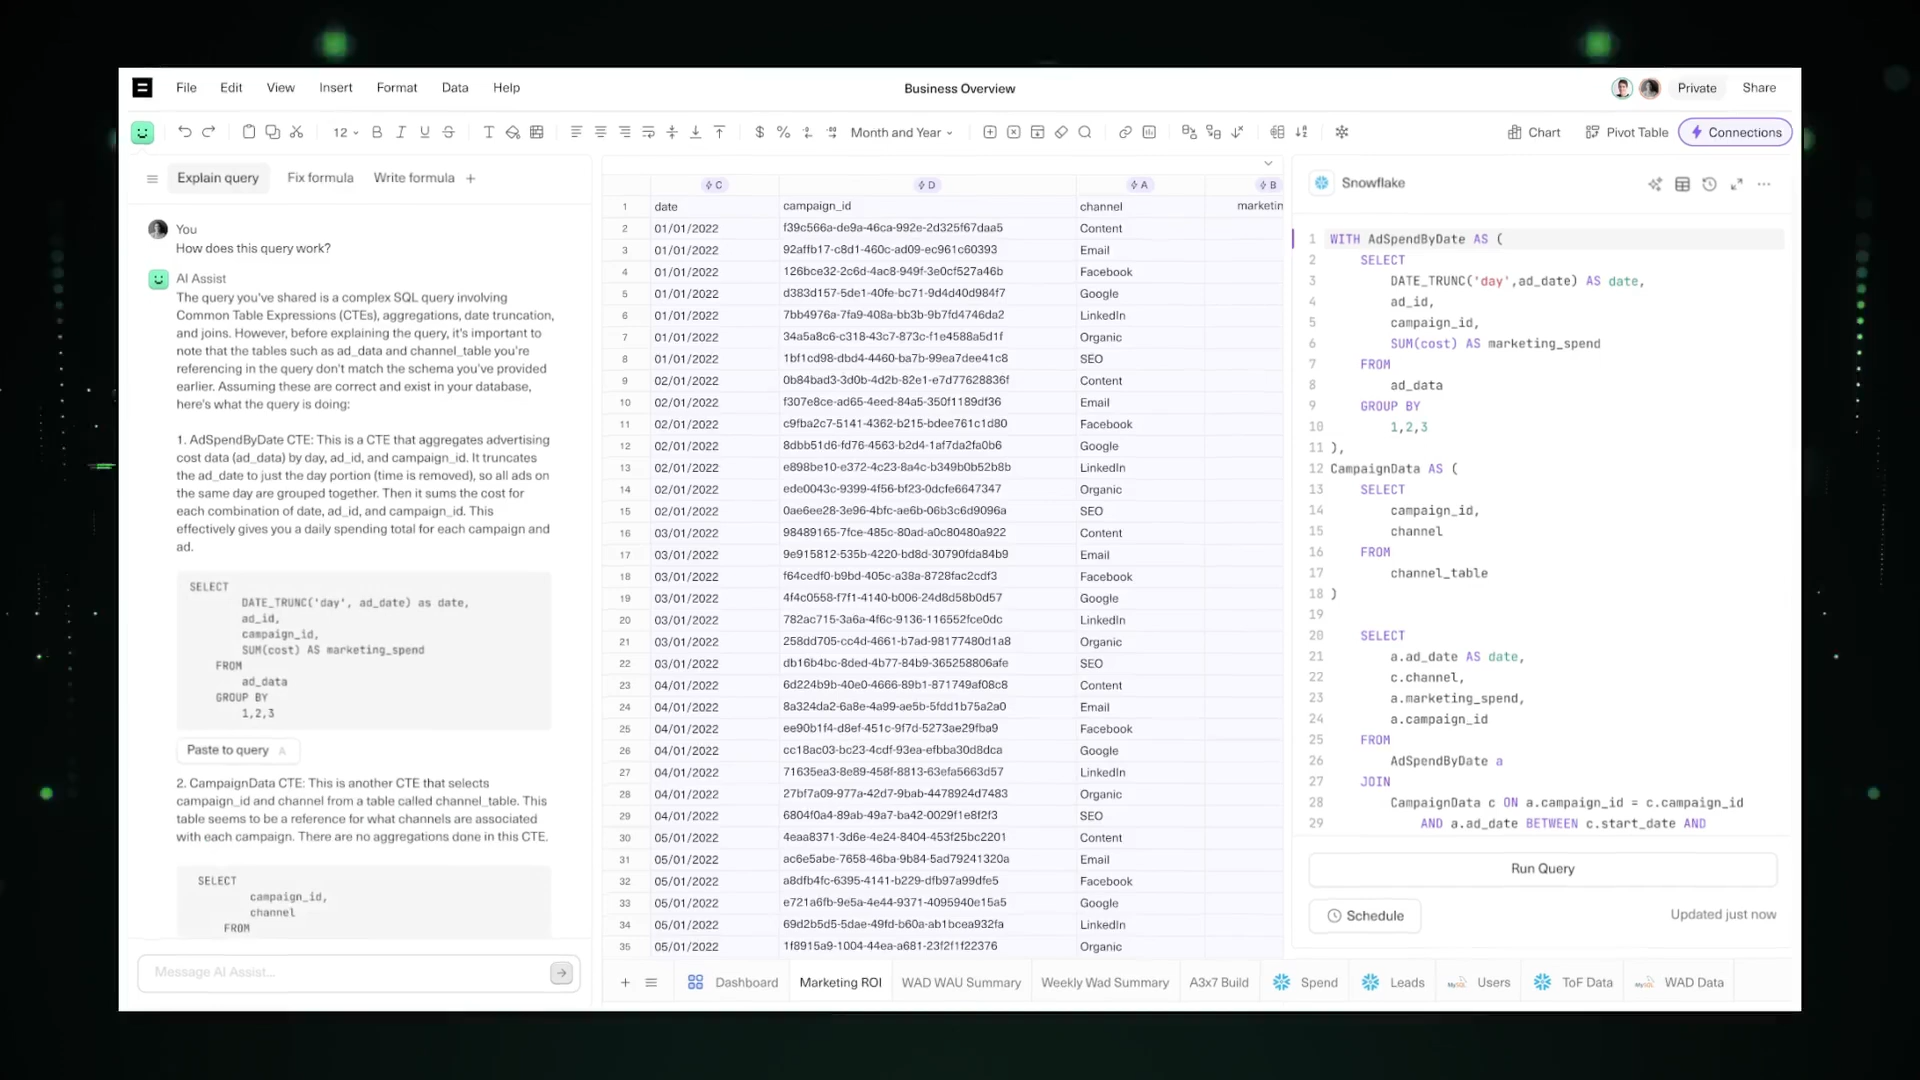 File Edit View Insert Format Data Help
Business Overview
Private Share
12
$ %
Month and Year
Chart Pivot Table Connections
Explain query Fix formula Write formula +
You
How does this query work?
AI Assist
The query you've shared is a complex SQL query involving
Common Table Expressions (CTEs), aggregations, date truncation,
and joins. However, before explaining the query, it's important to
note that the tables such as ad_data and channel_table you're
referencing in the query don't match the schema you've provided
earlier. Assuming these are correct and exist in your database,
here's what the query is doing:
1. AdSpendByDate CTE: This is a CTE that aggregates advertising
cost data (ad_data) by day, ad_id, and campaign_id. It truncates
the ad_date to just the day portion (time is removed), so all ads on
the same day are grouped together. Then it sums the cost for
each combination of date, ad_id, and campaign_id. This
effectively gives you a daily spending total for each campaign and
ad.
SELECT
DATE_TRUNC('day', ad_date) as date,
ad_id,
campaign_id,
SUM(cost) AS marketing_spend
FROM
ad_data
GROUP BY
1,2,3
Paste to query A
2. CampaignData CTE: This is another CTE that selects
campaign_id and channel from a table called channel_table. This
table seems to be a reference for what channels are associated
with each campaign. There are no aggregations done in this CTE.
SELECT
campaign_id,
channel
FROM
Message AI Assist...
C D A B
1 date campaign_id channel marketin
2 01/01/2022 f39c566a-de9a-46ca-992e-2d325f67daa5 Content
3 01/01/2022 92affb17-c8d1-460c-ad09-ec961c60393 Email
4 01/01/2022 126bce32-2c6d-4ac8-949f-3e0cf527a46b Facebook
5 01/01/2022 d383d157-5de1-40fe-bc71-9d4d40d984f7 Google
6 01/01/2022 7bb4976a-7fa9-408a-bb3b-9b7fd4746da2 LinkedIn
7 01/01/2022 34a5a8c6-c318-43c7-873c-f1e4588a5d1f Organic
8 01/01/2022 1bf1cd98-dbd4-4460-ba7b-99ea7dee41c8 SEO
9 02/01/2022 0b84bad3-3d0b-4d2b-82e1-e7d77628836f Content
10 02/01/2022 f307e8ce-ad65-4eed-84a5-350f1189df36 Email
11 02/01/2022 c9fba2c7-5141-4362-b215-bdee761c1d80 Facebook
12 02/01/2022 8dbb51d6-fd76-4563-b2d4-1af7da2fa0b6 Google
13 02/01/2022 e898be10-e372-4c23-8a4c-b349b0b52b8b LinkedIn
14 02/01/2022 ede0043c-9399-4f56-bf23-0dcfe6647347 Organic
15 02/01/2022 0ae6ee28-3e96-4bfc-ae6b-06b3c6d9096a SEO
16 03/01/2022 98489165-7fce-485c-80ad-a0c80480a922 Content
17 03/01/2022 9e915812-535b-4220-bd8d-30790fda84b9 Email
18 03/01/2022 f64cedf0-b9bd-405c-a38a-8728fac2cdf3 Facebook
19 03/01/2022 4f4c0558-f7f1-4140-b006-24d8d58b0d57 Google
20 03/01/2022 782ac715-3a6a-4f6c-9136-116552fce0dc LinkedIn
21 03/01/2022 258dd705-cc4d-4661-b7ad-98177480d1a8 Organic
22 03/01/2022 db16b4bc-8ded-4b77-84b9-365258806afe SEO
23 04/01/2022 6d224b9b-40e0-4666-89b1-871749af08c8 Content
24 04/01/2022 8a324da2-6a8e-4a99-ae5b-5fdd1b75a2a0 Email
25 04/01/2022 ee90b1f4-d8ef-451c-9f7d-5273ae29fba9 Facebook
26 04/01/2022 cc18ac03-bc23-4cdf-93ea-efbba30d8dca Google
27 04/01/2022 71635ea3-8e89-458f-8813-63efa5663d57 LinkedIn
28 04/01/2022 27bf7a09-977a-42d7-9bab-4478924d7483 Organic
29 04/01/2022 6804f0a4-89ab-49a7-ba42-0029f1e8f2f3 SEO
30 05/01/2022 4eaa8371-3d6e-4e24-8404-453f25bc2201 Content
31 05/01/2022 ac6e5abe-7658-46ba-9b84-5ad79241320a Email
32 05/01/2022 a8dfb4fc-6395-4141-b229-dfb97a99dfe5 Facebook
33 05/01/2022 e721a6fb-9e5a-4e44-9371-4095940e15a5 Google
34 05/01/2022 69d2b5d5-5dae-49fd-b60a-ab1bcea932fa LinkedIn
35 05/01/2022 1f8915a9-1004-44ea-a681-23f2f1f22376 Organic
Snowflake
1 WITH AdSpendByDate AS (
2 SELECT
3 DATE_TRUNC('day',ad_date) AS date,
4 ad_id,
5 campaign_id,
6 SUM(cost) AS marketing_spend
7 FROM
8 ad_data
9 GROUP BY
10 1,2,3
11 ),
12 CampaignData AS (
13 SELECT
14 campaign_id,
15 channel
16 FROM
17 channel_table
18 )
19
20 SELECT
21 a.ad_date AS date,
22 c.channel,
23 a.marketing_spend,
24 a.campaign_id
25 FROM
26 AdSpendByDate a
27 JOIN
28 CampaignData c ON a.campaign_id = c.campaign_id
29 AND a.ad_date BETWEEN c.start_date AND
Run Query
Schedule Updated just now
+ Dashboard Marketing ROI WAD WAU Summary Weekly Wad Summary A3x7 Build Spend Leads MySQL Users ToF Data MySQL WAD Data